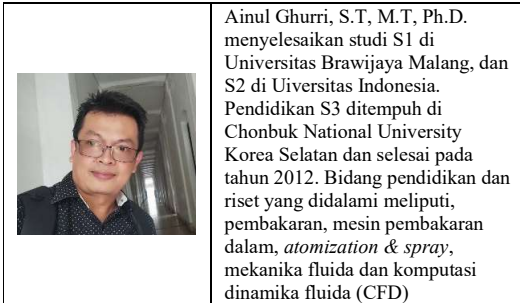 Ainul Ghurri, S.T, M.T, Ph.D.
menyelesaikan studi S1 di
Universitas Brawijaya Malang, dan
S2 di Uiversitas Indonesia.
Pendidikan S3 ditempuh di
Chonbuk National University
Korea Selatan dan selesai pada
tahun 2012. Bidang pendidikan dan
riset yang didalami meliputi,
pembakaran, mesin pembakaran
dalam, atomization & spray,
mekanika fluida dan komputasi
dinamika fluida (CFD)